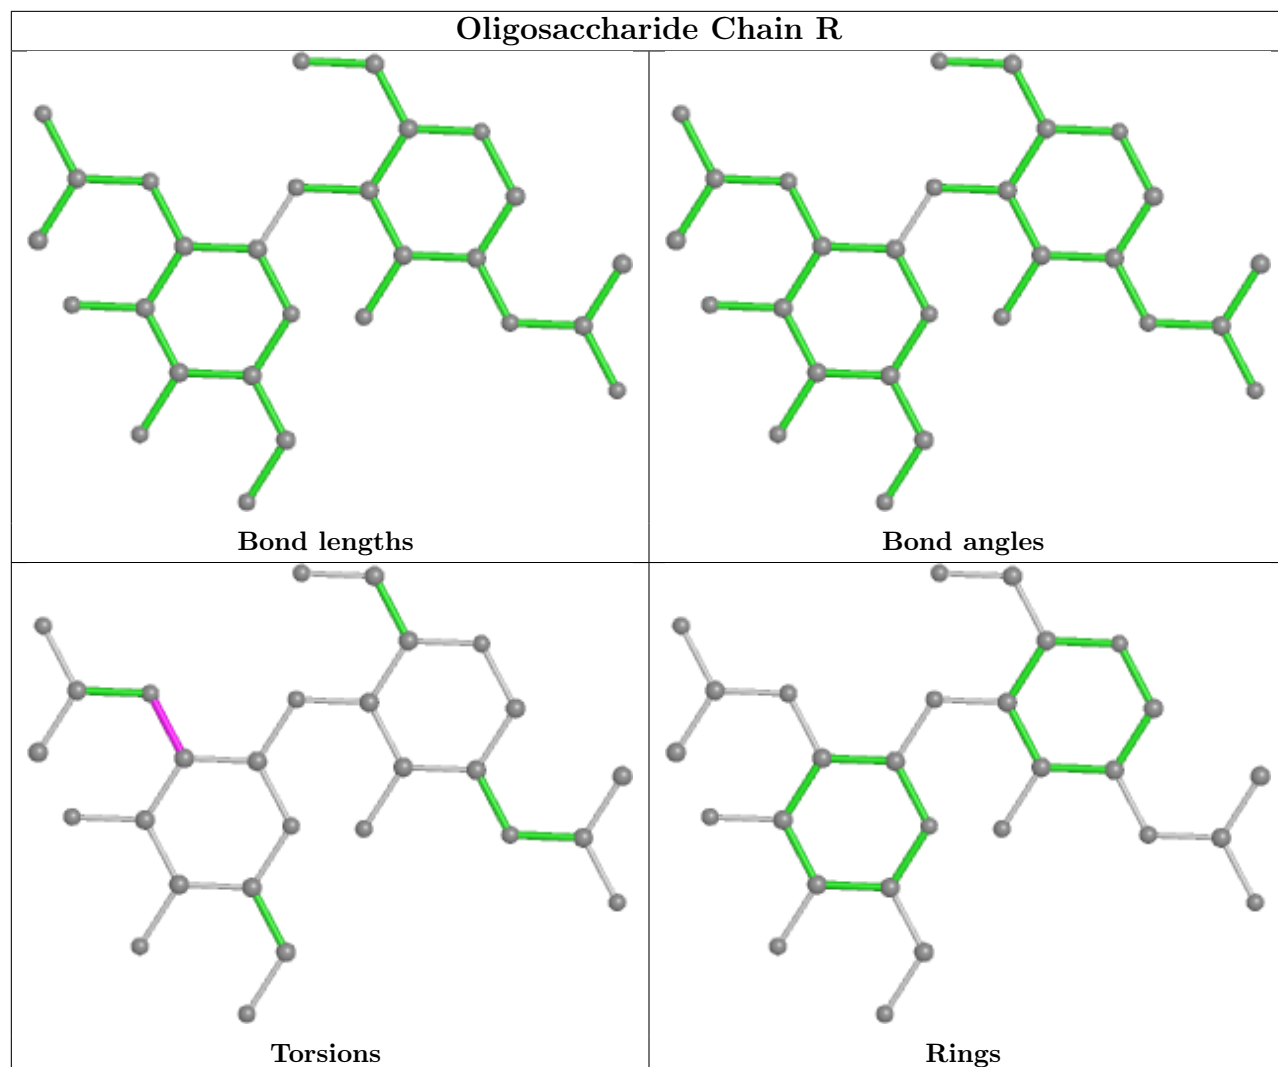 Oligosaccharide Chain R
Bond lengths
Bond angles
Torsions
Rings